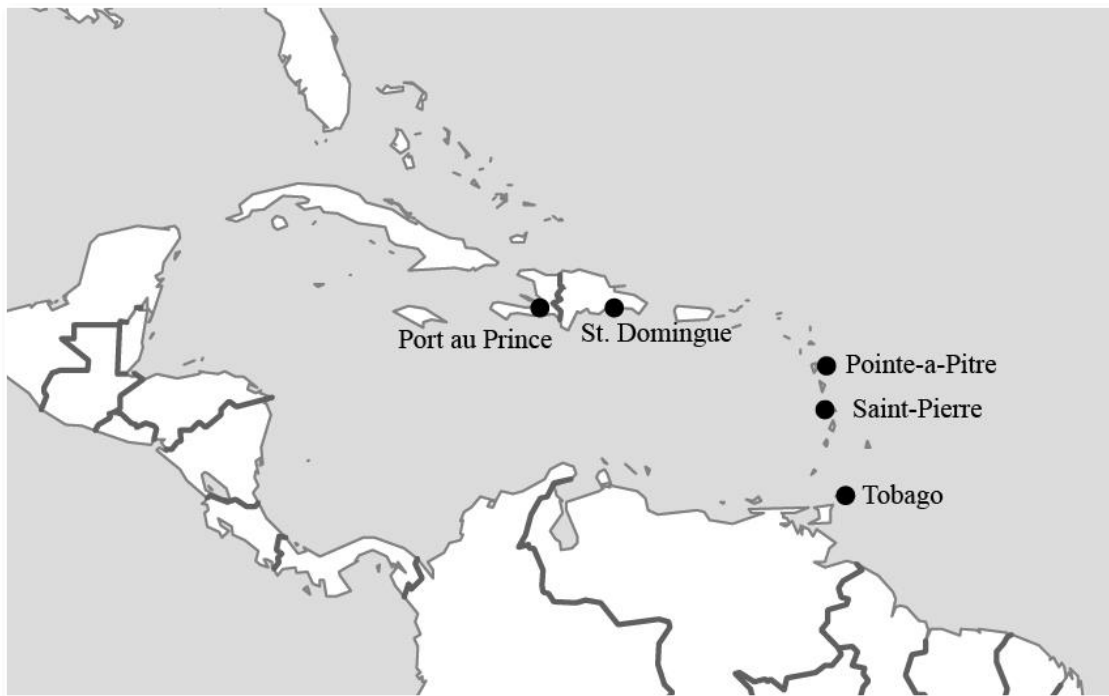 Port au Prince
St. Domingue
Pointe-a-Pitre
Saint-Pierre
Tobago